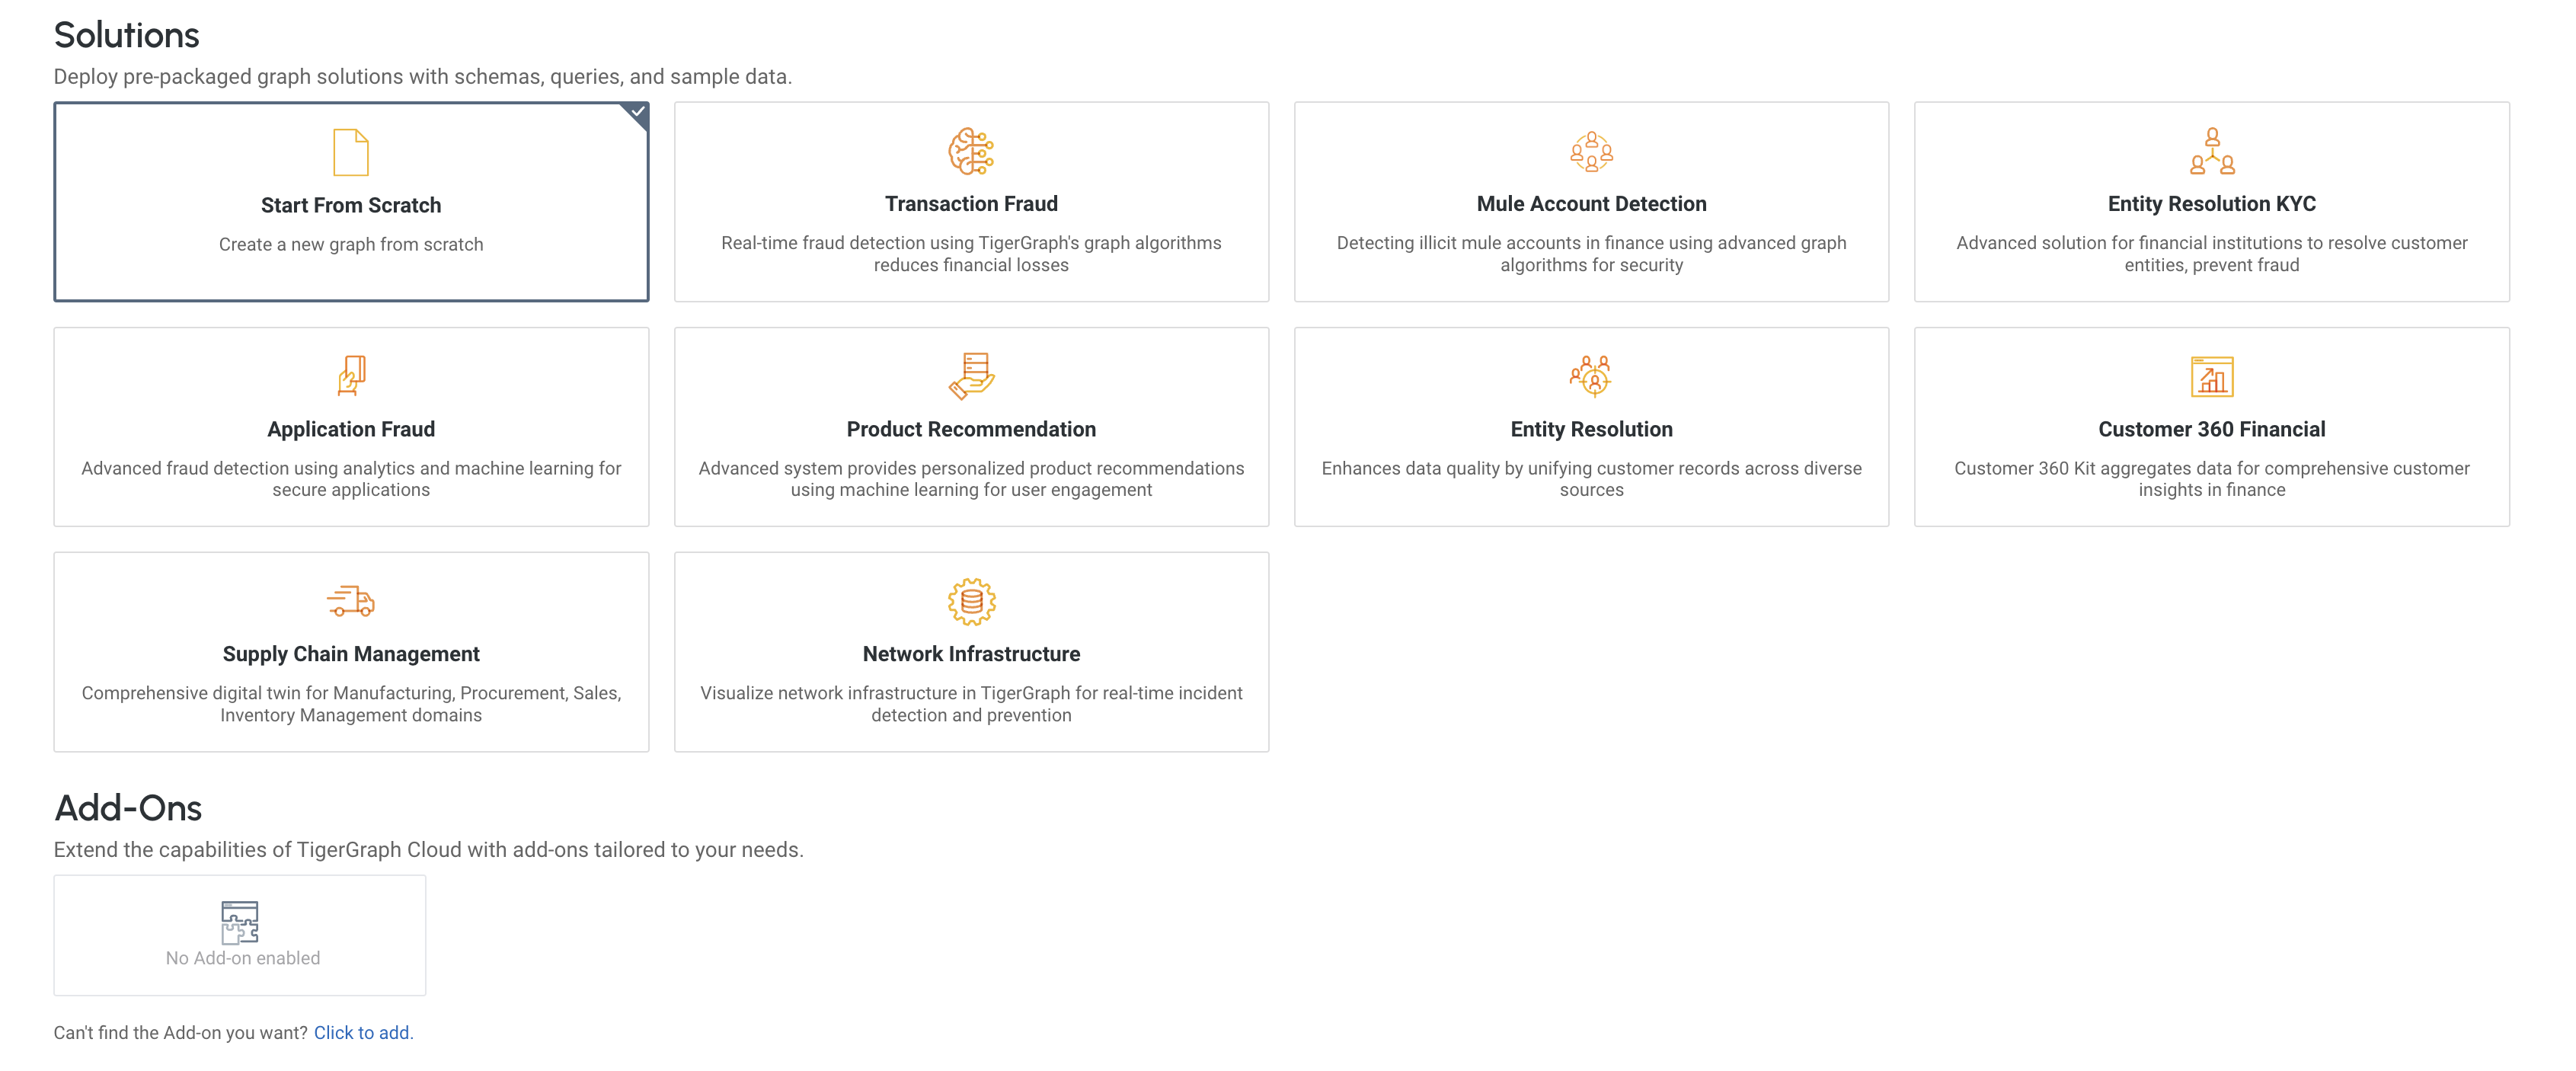 Solutions
Deploy pre-packaged graph solutions with schemas, queries, and sample data.
Start From Scratch
Create a new graph from scratch
Transaction Fraud
Real-time fraud detection using TigerGraph's graph algorithms
reduces financial losses
Mule Account Detection
Detecting illicit mule accounts in finance using advanced graph
algorithms for security
Entity Resolution KYC
Advanced solution for financial institutions to resolve customer
entities, prevent fraud
Application Fraud
Advanced fraud detection using analytics and machine learning for
secure applications
Product Recommendation
Advanced system provides personalized product recommendations
using machine learning for user engagement
Entity Resolution
Enhances data quality by unifying customer records across diverse
sources
Customer 360 Financial
Customer 360 Kit aggregates data for comprehensive customer
insights in finance
Supply Chain Management
Comprehensive digital twin for Manufacturing, Procurement, Sales,
Inventory Management domains
Network Infrastructure
Visualize network infrastructure in TigerGraph for real-time incident
detection and prevention
Add-Ons
Extend the capabilities of TigerGraph Cloud with add-ons tailored to your needs.
No Add-on enabled
Can't find the Add-on you want? Click to add.